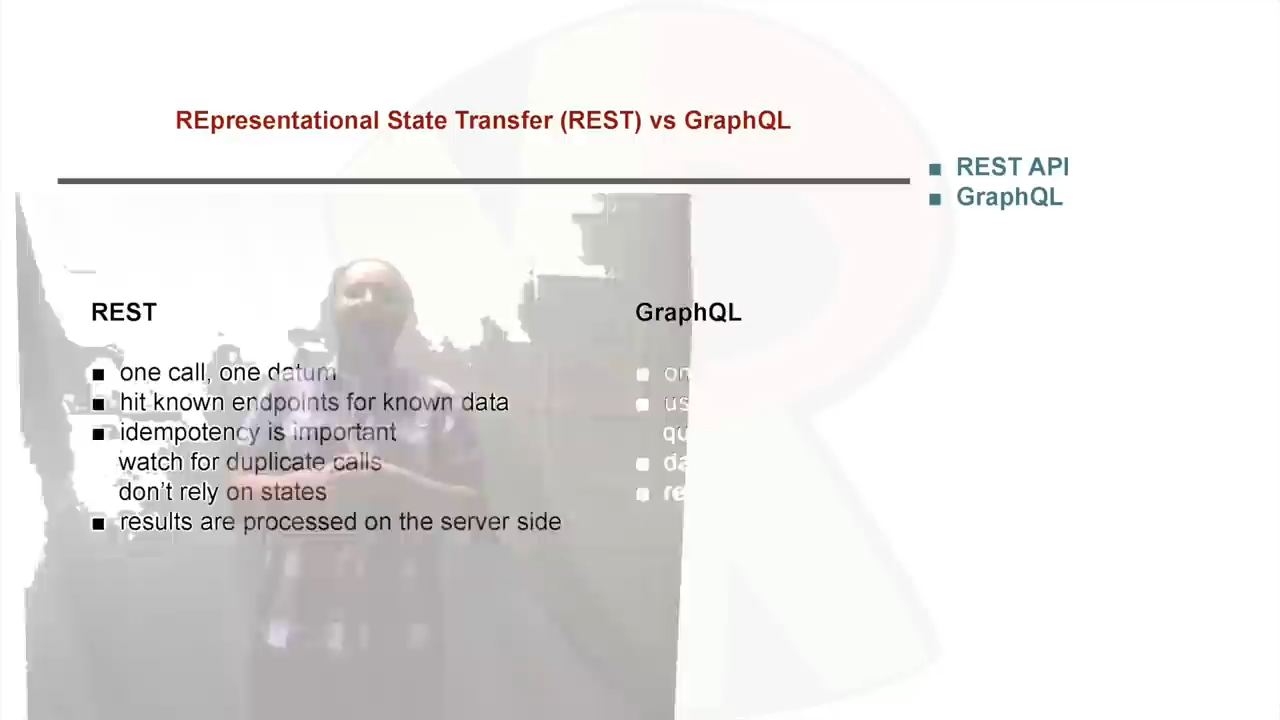 REpresentational State Transfer (REST) vs GraphQL
REST API
GraphQL
REST
one call, one datum
hit known endpoints for known data
idempotency is important
watch for duplicate calls
don't rely on states
results are processed on the server side
GraphQL